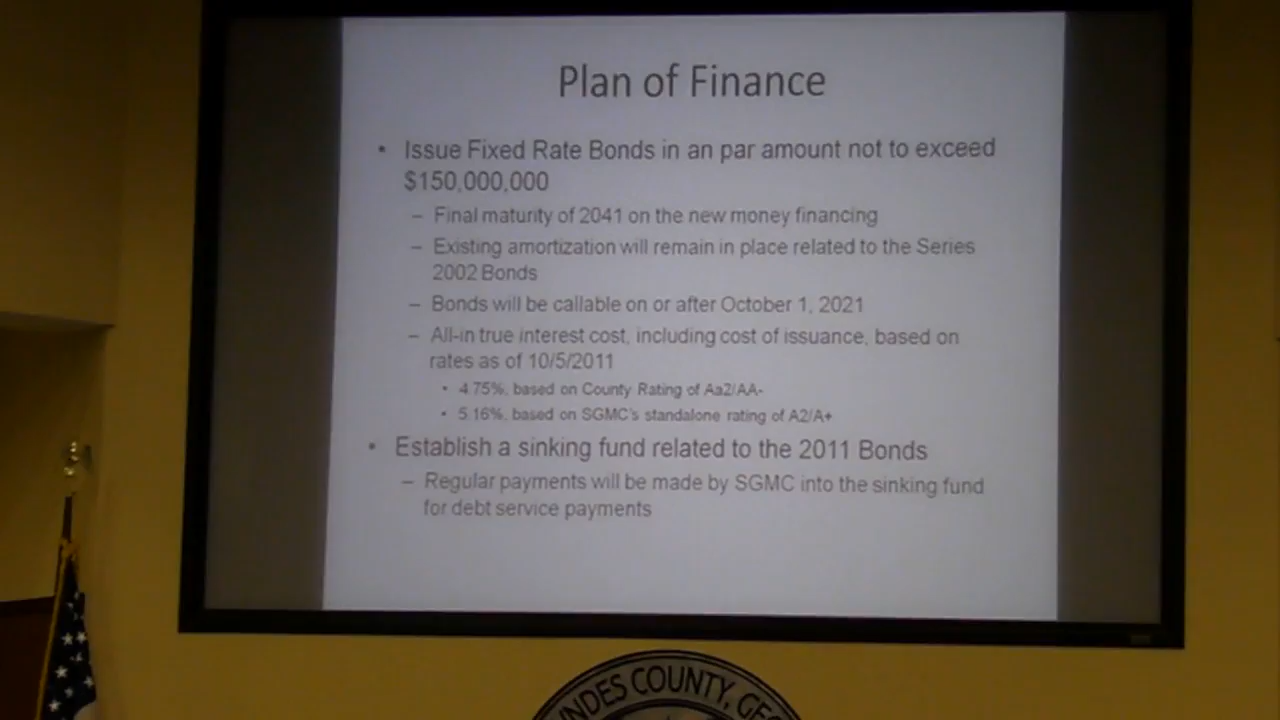 Plan of Finance
• Issue Fixed Rate Bonds in an par amount not to exceed
$150,000,000
– Final maturity of 2041 on the new money financing
– Existing amortization will remain in place related to the Series
2002 Bonds
– Bonds will be callable on or after October 1, 2021
– All-in true interest cost, including cost of issuance, based on
rates as of 10/5/2011
• 4.75%, based on County Rating of Aa2/AA-
• 5.16%, based on SGMC's standalone rating of A2/A+
• Establish a sinking fund related to the 2011 Bonds
– Regular payments will be made by SGMC into the sinking fund
for debt service payments
NDES COUNTY, GEO